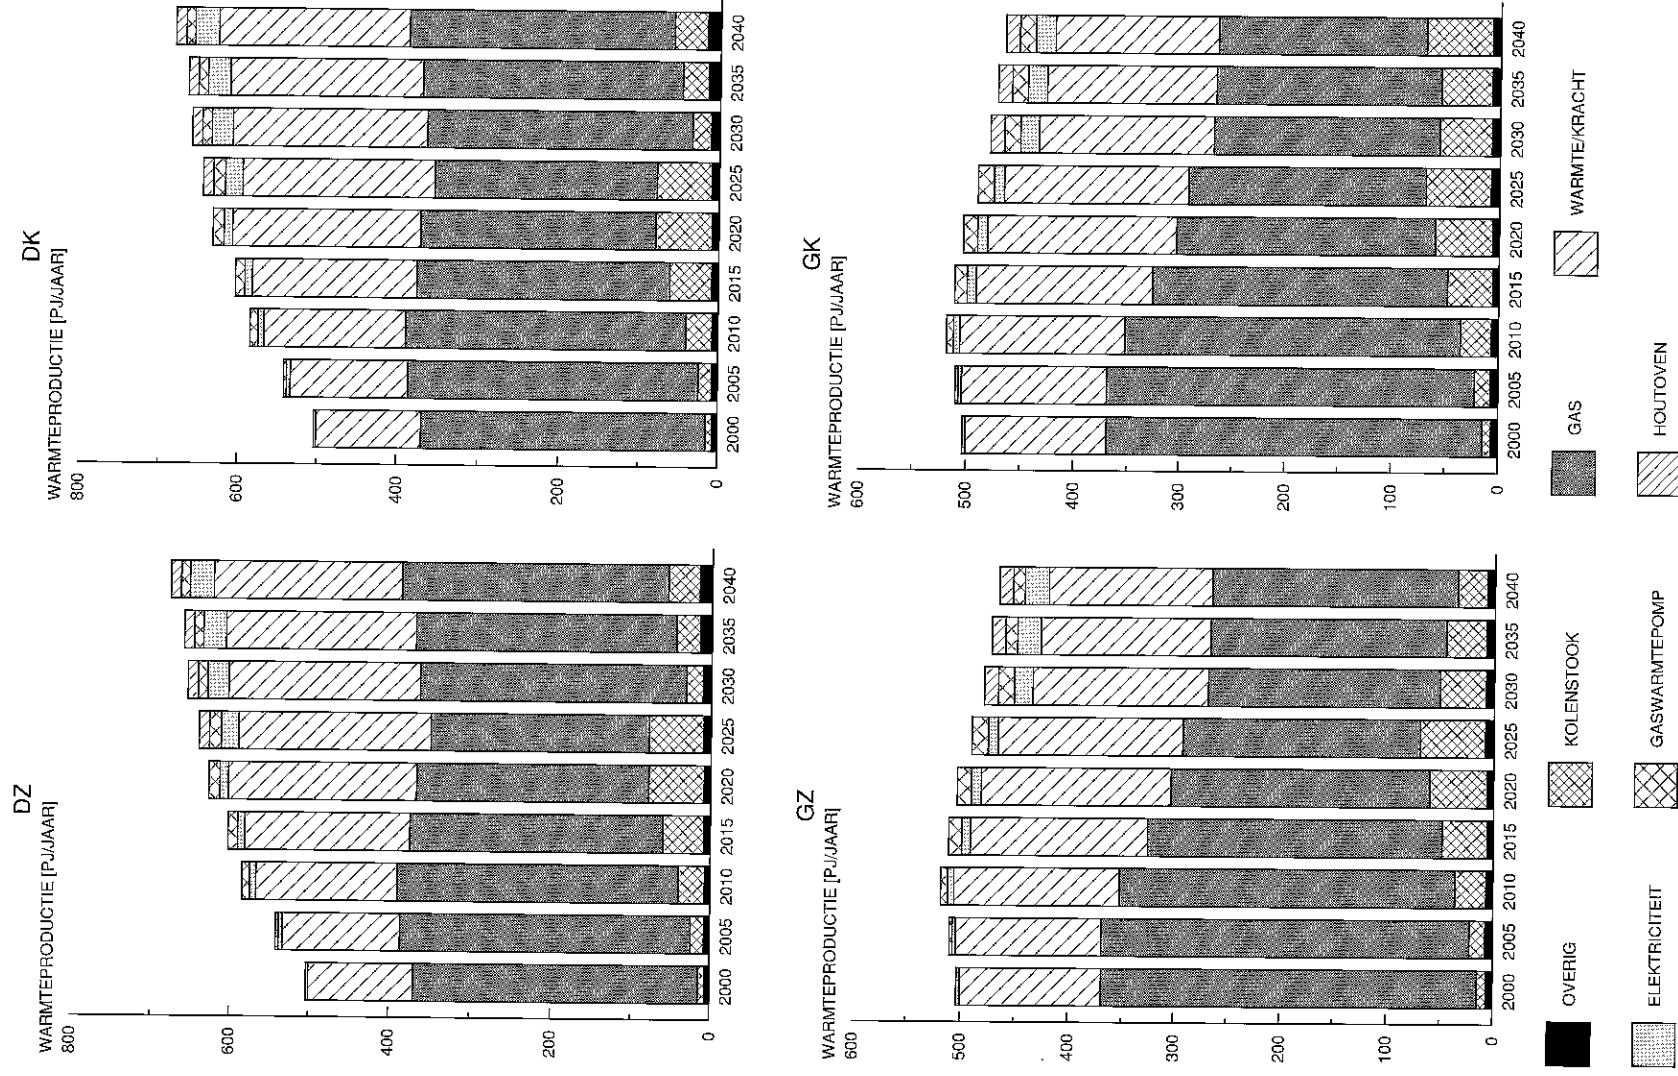 DZ
WARMTEPRODUCTIE [PJ/JAAR]
800
600
400
200
0
2000 2005 2010 2015 2020 2025 2030 2035 2040
DK
WARMTEPRODUCTIE [PJ/JAAR]
800
600
400
200
0
2000 2005 2010 2015 2020 2025 2030 2035 2040
GZ
WARMTEPRODUCTIE [PJ/JAAR]
600
500
400
300
200
100
0
2000 2005 2010 2015 2020 2025 2030 2035 2040
GK
WARMTEPRODUCTIE [PJ/JAAR]
600
500
400
300
200
100
0
2000 2005 2010 2015 2020 2025 2030 2035 2040
OVERIG KOLENSTOOK GAS WARMTE/KRACHT
ELEKTRICITEIT GASWARMTEPOMP HOUTOVEN